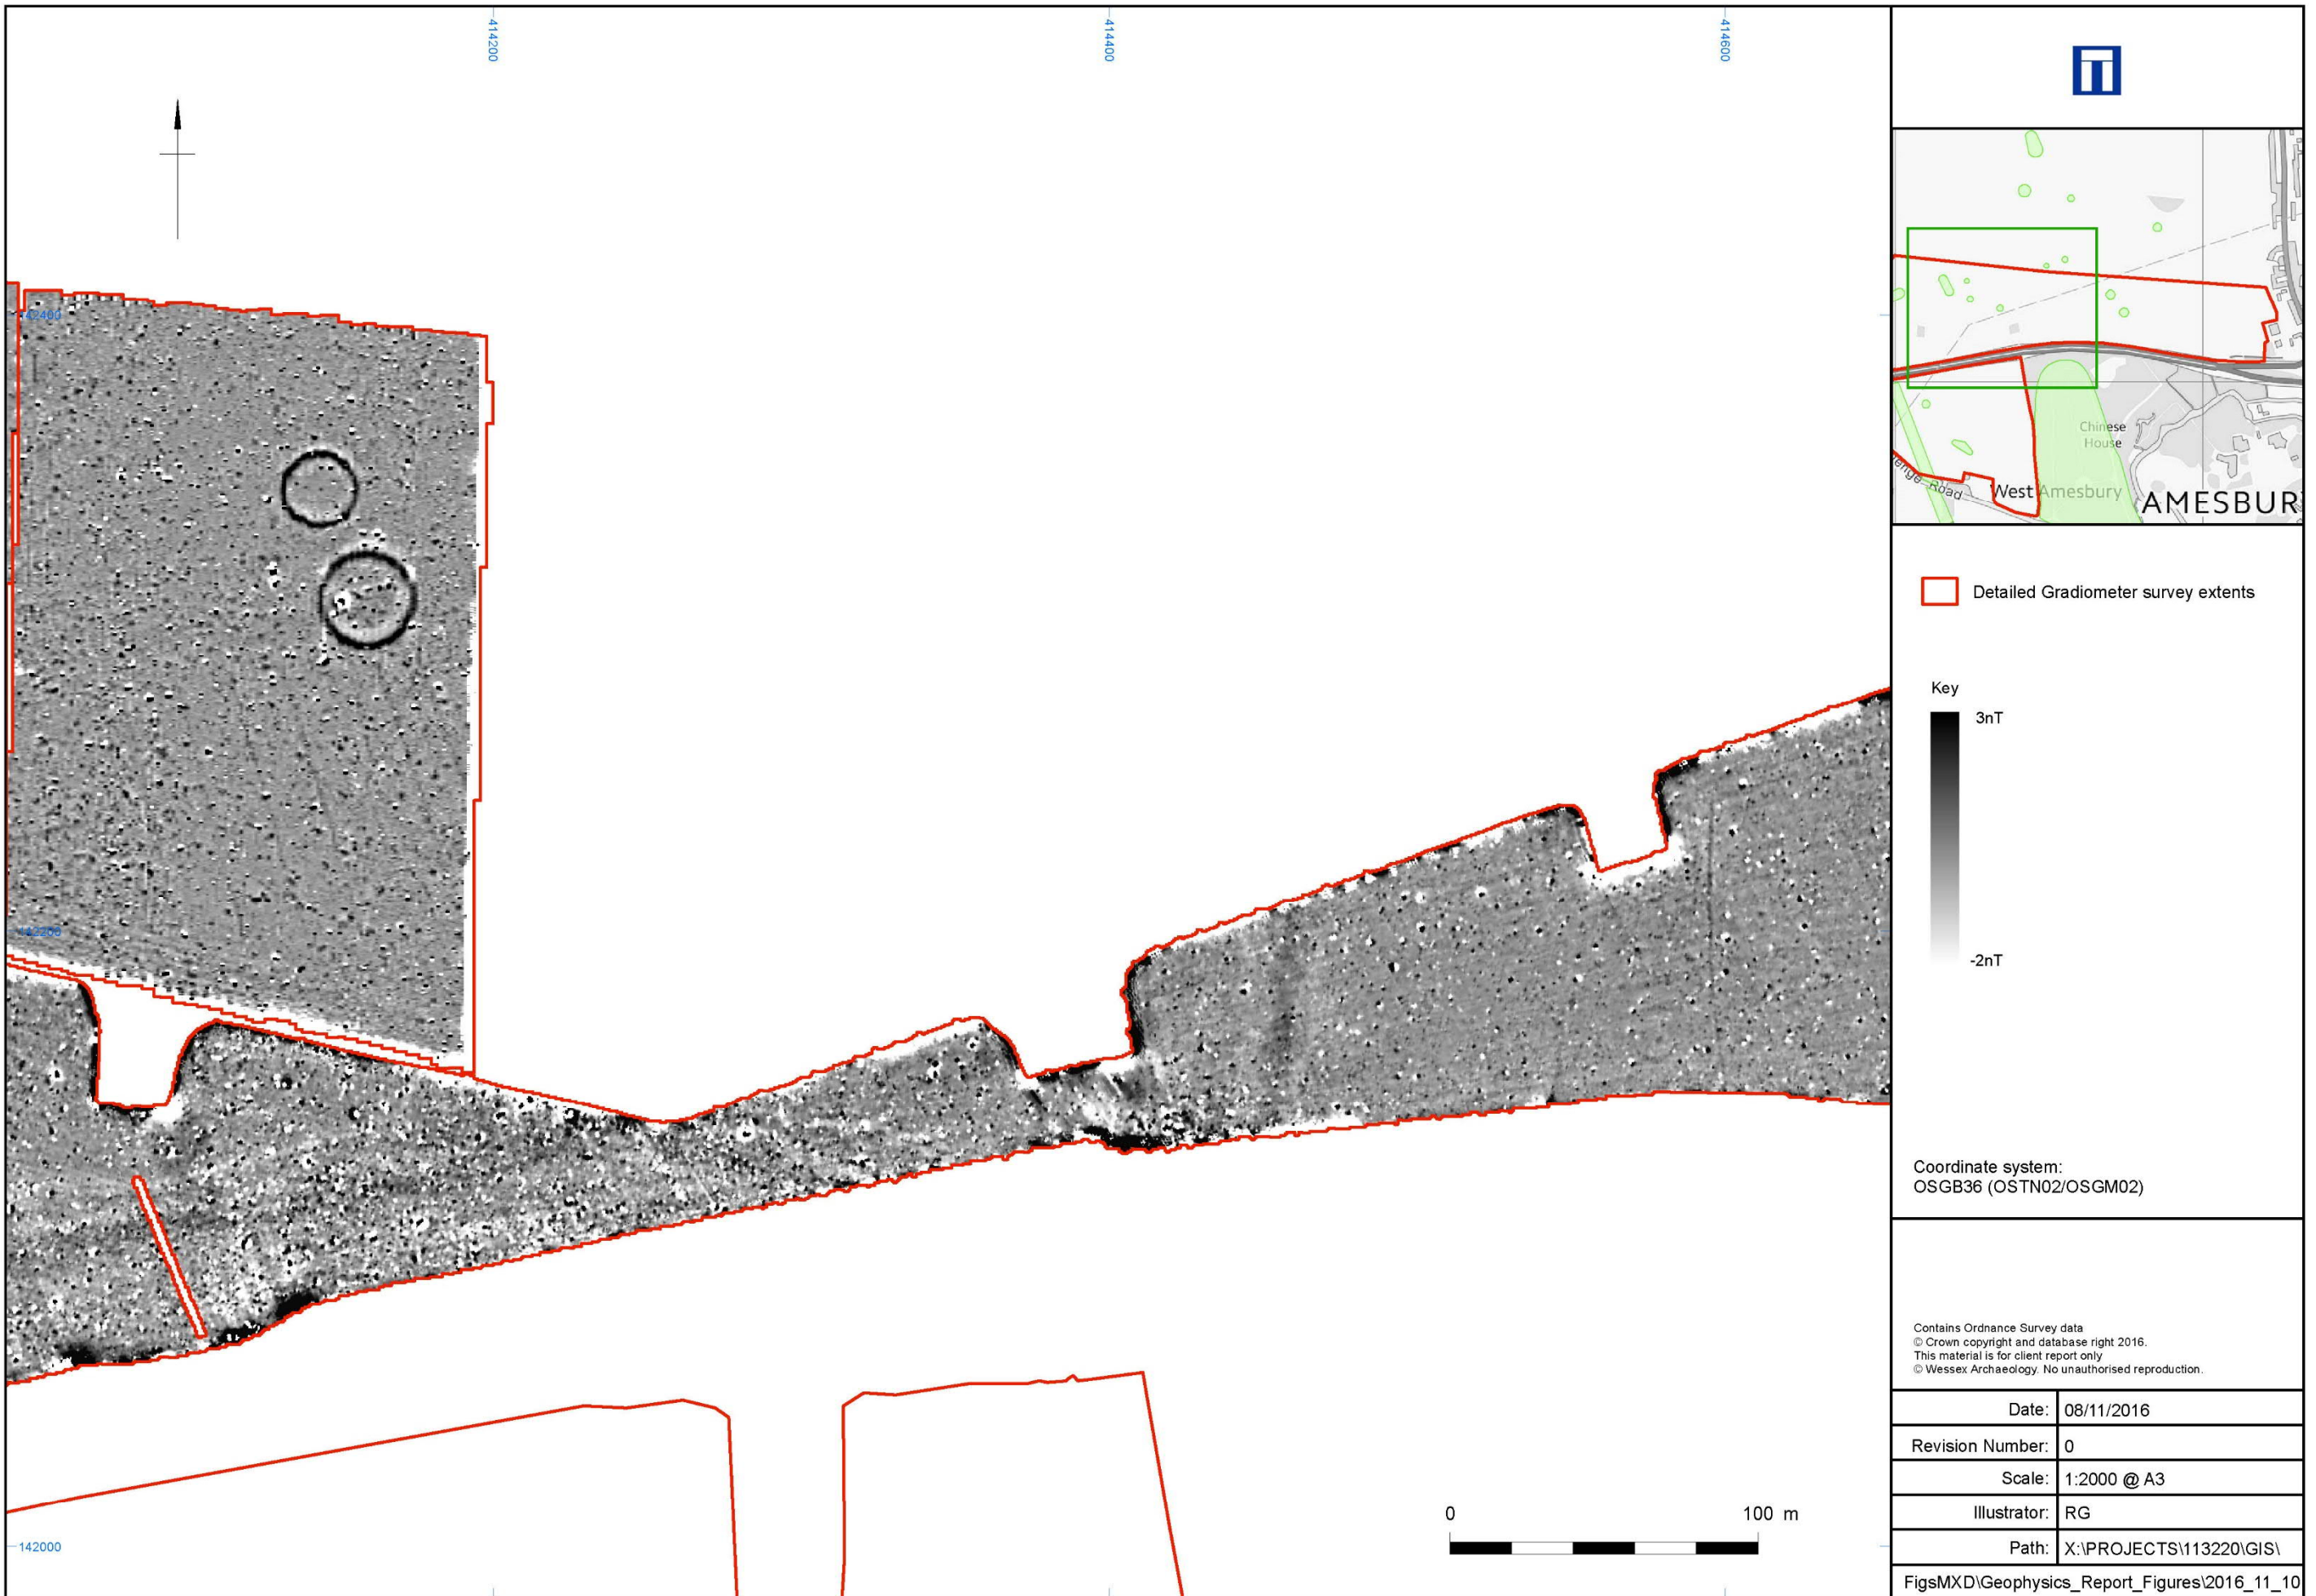 414200
414400
414600
142400
142200
142000
Chinese
House
enge Road
West Amesbury
AMESBUR
Detailed Gradiometer survey extents
Key
3nT
-2nT
Coordinate system:
OSGB36 (OSTN02/OSGM02)
Contains Ordnance Survey data
© Crown copyright and database right 2016.
This material is for client report only
© Wessex Archaeology. No unauthorised reproduction.
Date: 08/11/2016
Revision Number: 0
Scale: 1:2000 @ A3
Illustrator: RG
Path: X:\PROJECTS\113220\GIS\
FigsMXD\Geophysics_Report_Figures\2016_11_10
0 100 m